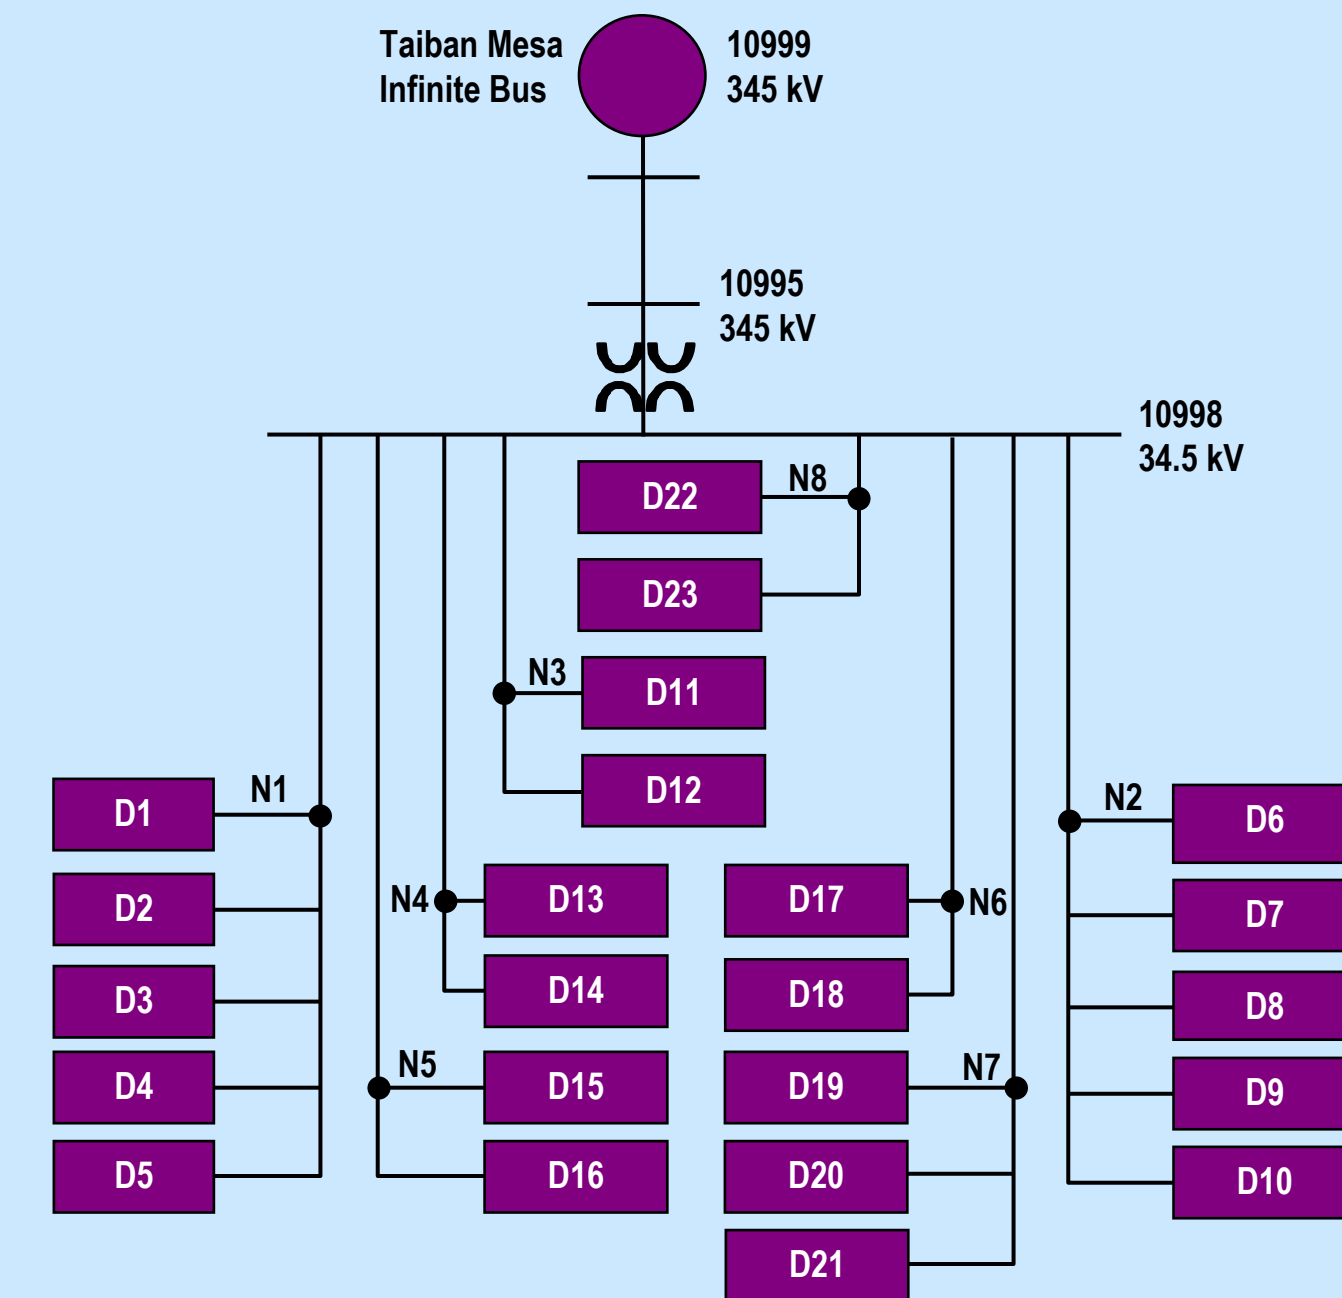 Taiban Mesa
Infinite Bus
10999
345 kV
10995
345 kV
10998
34.5 kV
D22
N8
D23
N3
D11
D12
N1
D1
D2
D3
D4
D5
N4
D13
D14
N5
D15
D16
D17
N6
D18
N7
D19
D20
D21
N2
D6
D7
D8
D9
D10